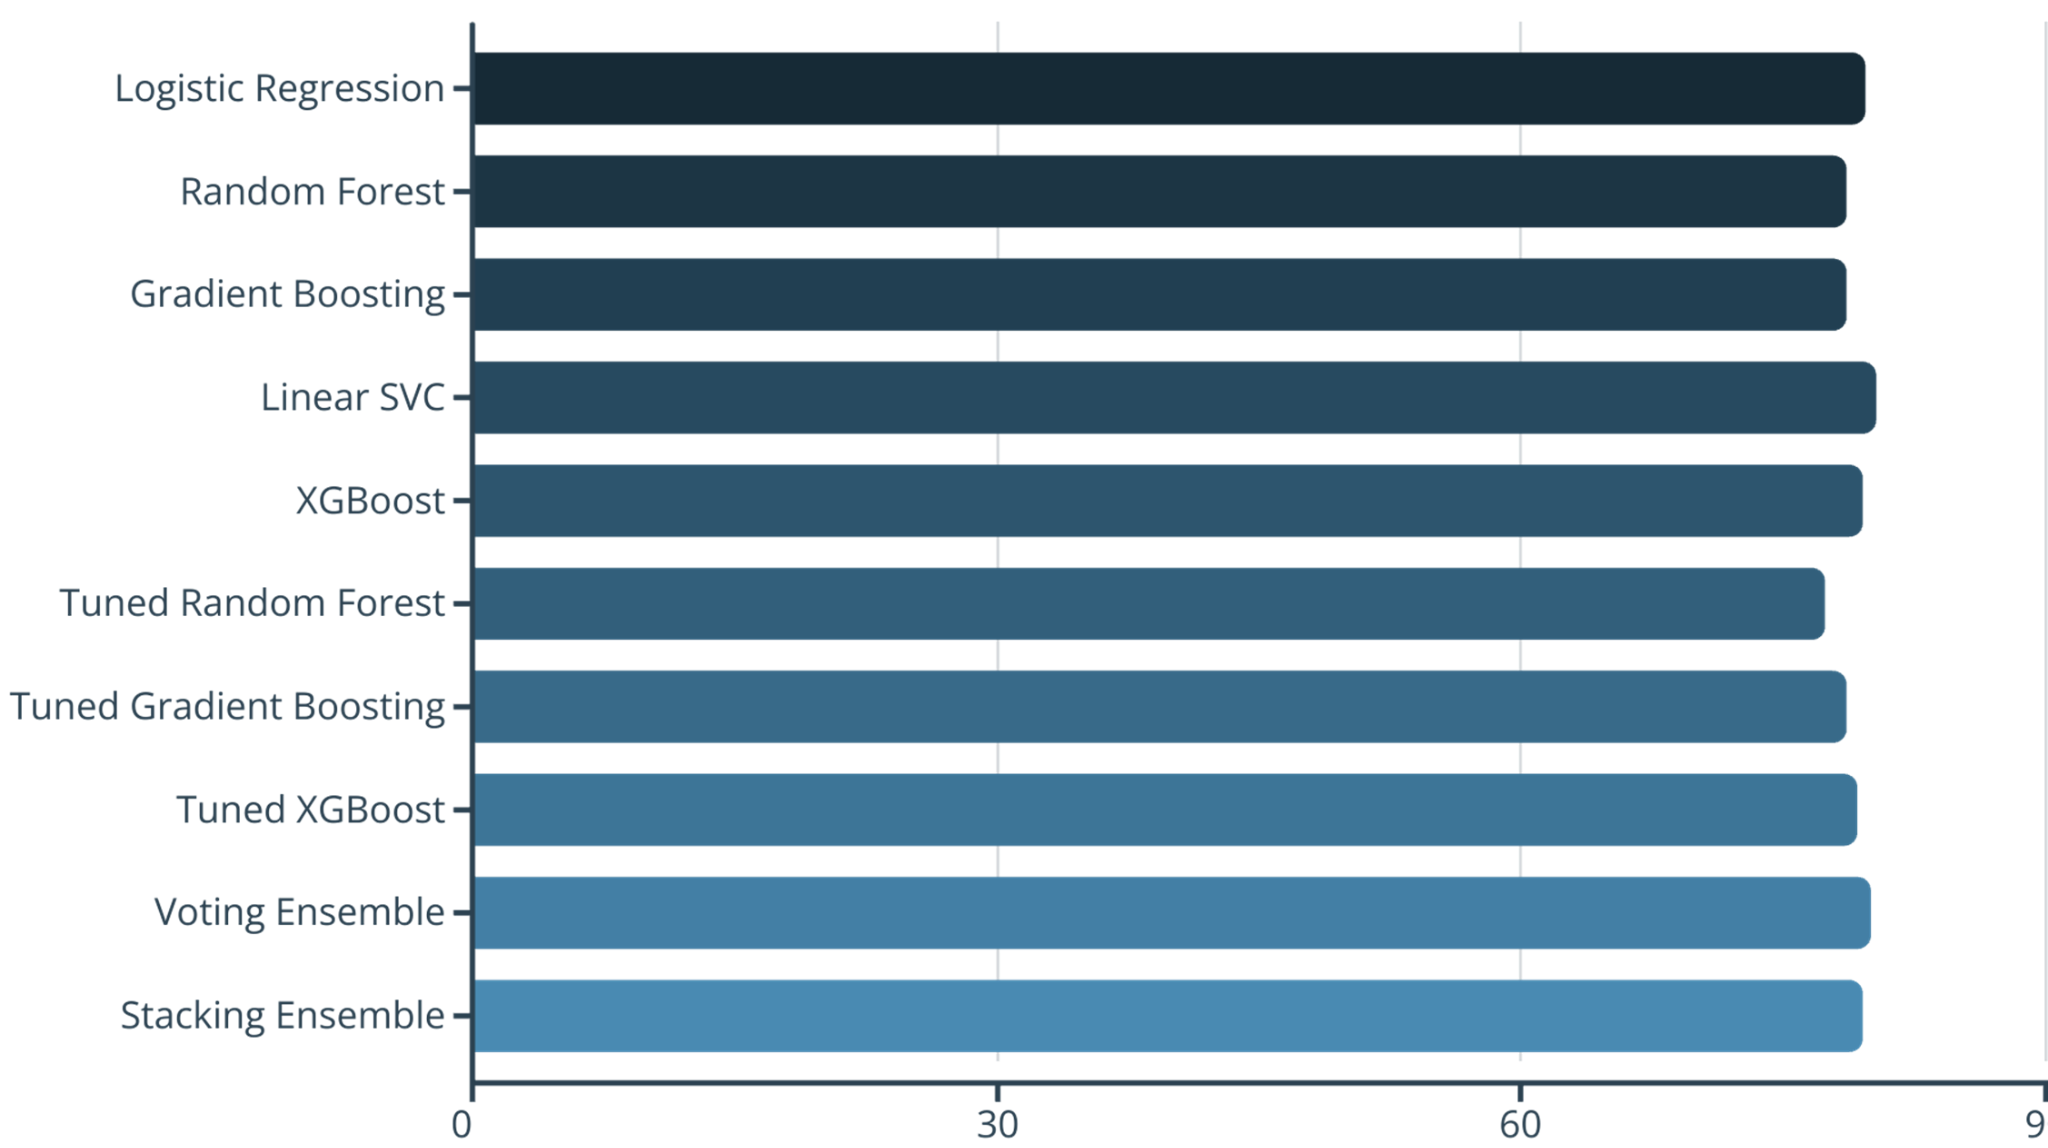 Logistic Regression
Random Forest
Gradient Boosting
Linear SVC
XGBoost
Tuned Random Forest
Tuned Gradient Boosting
Tuned XGBoost
Voting Ensemble
Stacking Ensemble
0 30 60 9